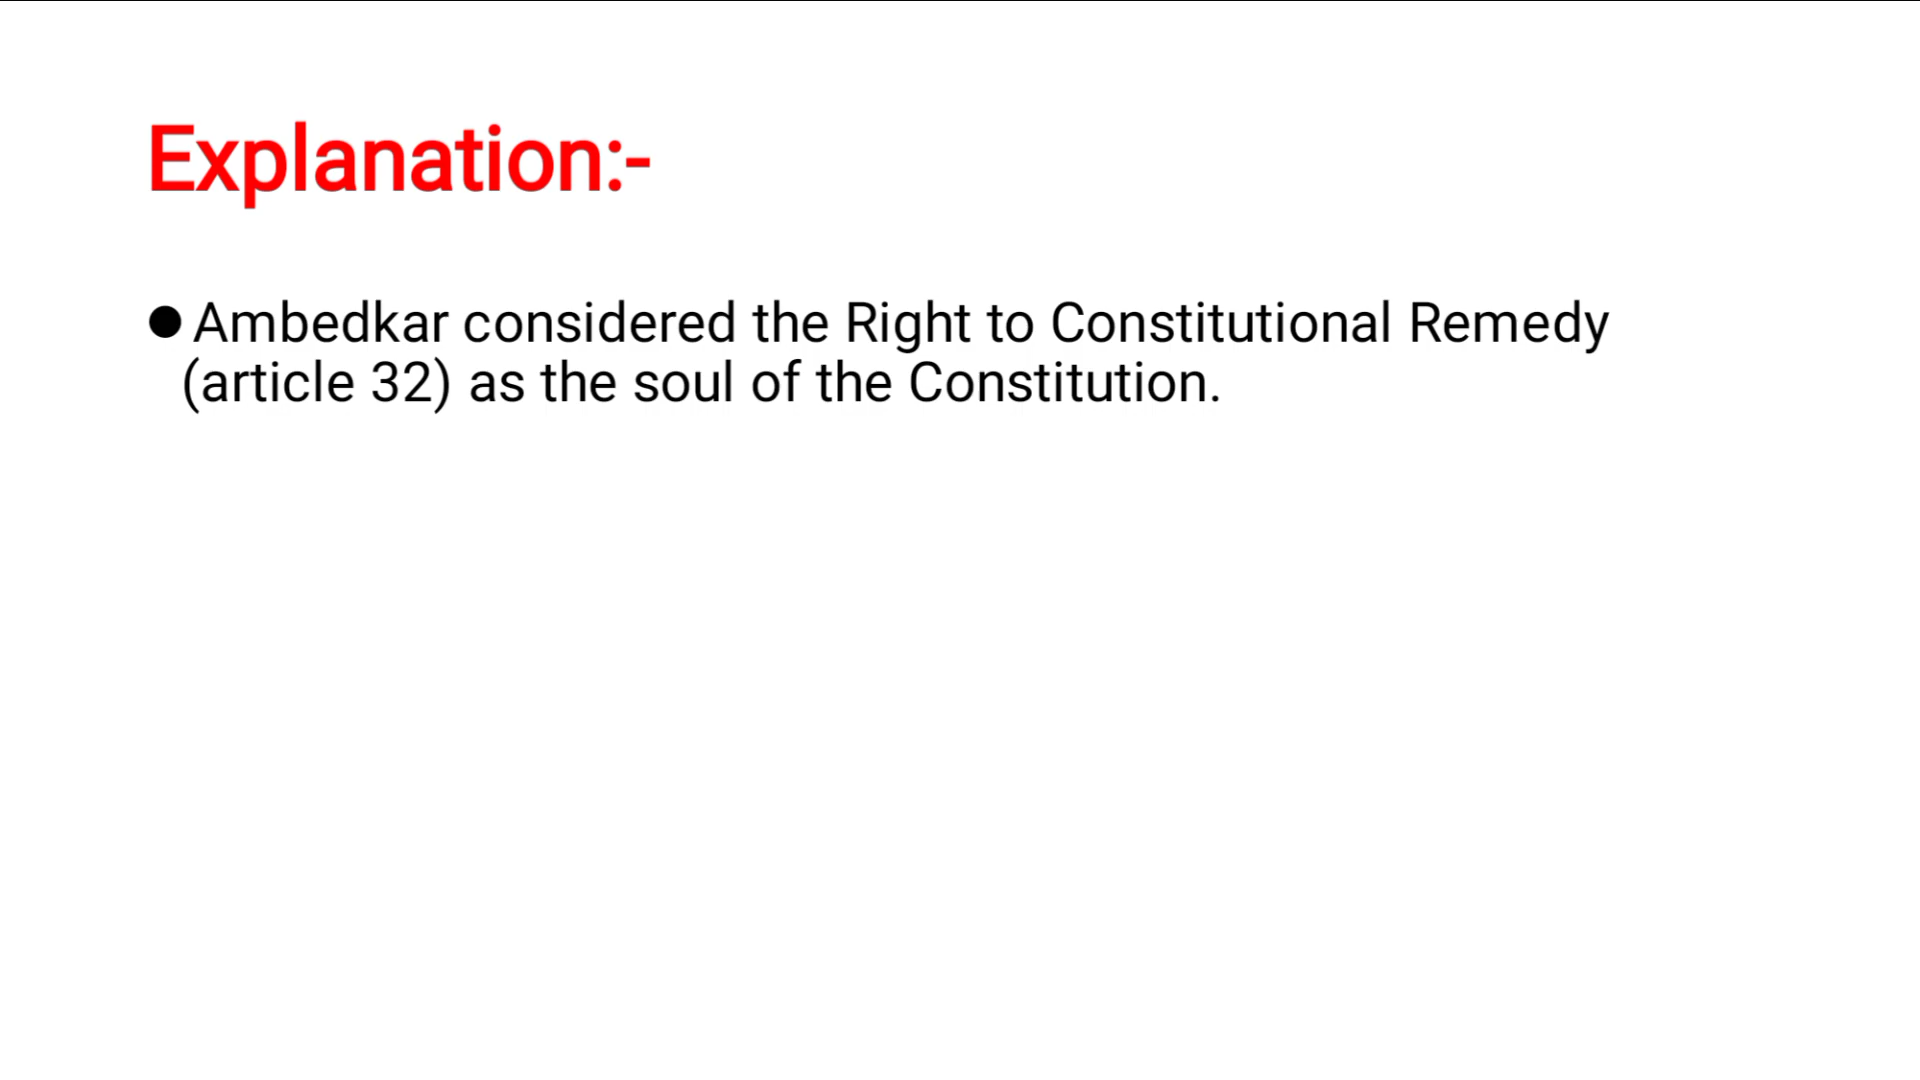 Explanation:-
●Ambedkar considered the Right to Constitutional Remedy
(article 32) as the soul of the Constitution.